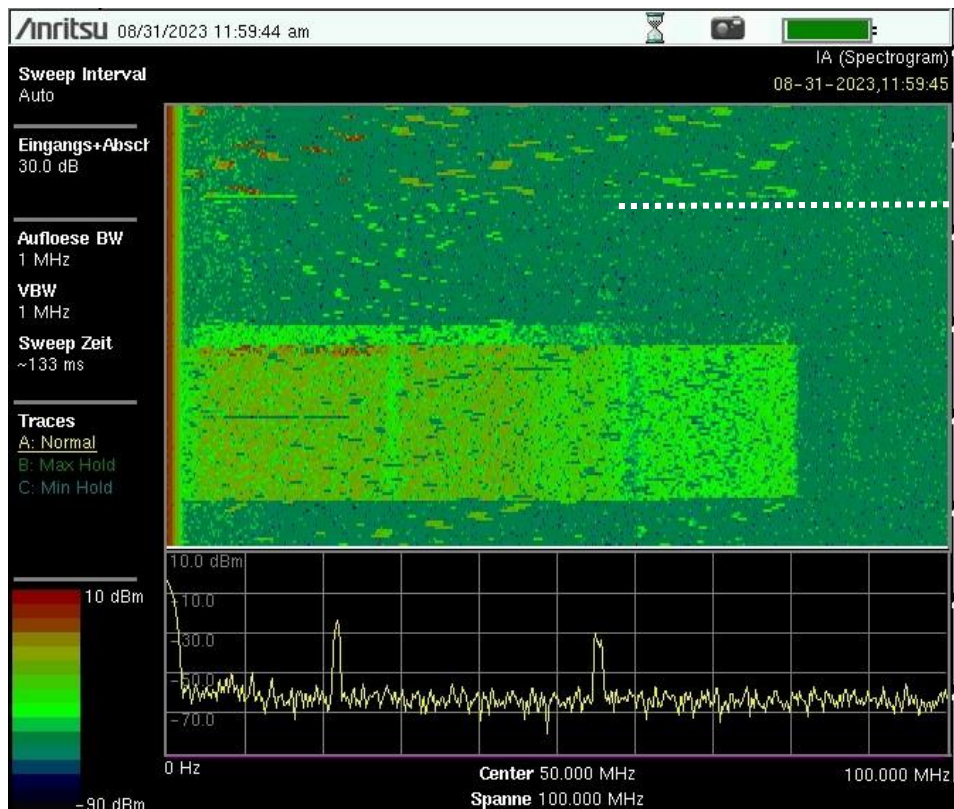 Anritsu 08/31/2023 11:59:44 am
IA (Spectrogram)
08-31-2023,11:59:45
Sweep Interval
Auto
Eingangs+Absch
30.0 dB
Aufloese BW
1 MHz
VBW
1 MHz
Sweep Zeit
~133 ms
Traces
A: Normal
B: Max Hold
C: Min Hold
10 dBm
-90 dBm
10.0 dBm
-10.0
-30.0
-50.0
-70.0
0 Hz
Center 50.000 MHz
100.000 MHz
Spanne 100.000 MHz